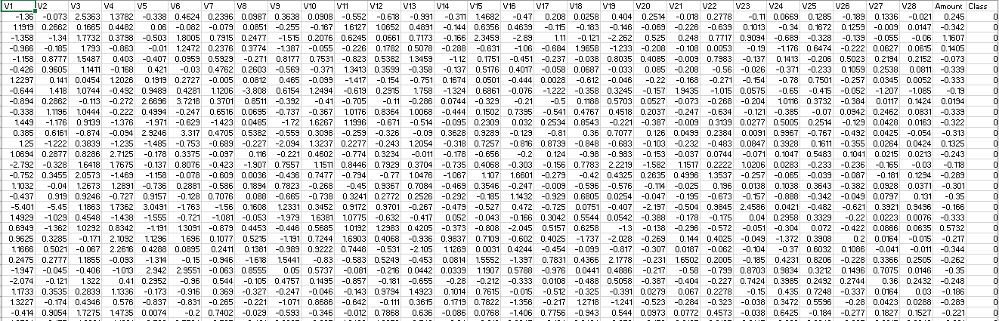 V1 V2 V3 V4 V5 V6 V7 V8 V9 V10 V11 V12 V13 V14 V15 V16 V17 V18 V19 V20 V21 V22 V23 V24 V25 V26 V27 V28 Amount Class
-1.36 -0.073 2.5363 1.3782 -0.338 0.4624 0.2396 0.0987 0.3638 0.0908 -0.552 -0.618 -0.991 -0.311 1.4682 -0.47 0.208 0.0258 0.404 0.2514 -0.018 0.2778 -0.11 0.0669 0.1285 -0.189 0.1336 -0.021 0.245 0
1.1919 0.2662 0.1665 0.4482 0.06 -0.082 -0.079 0.0851 -0.255 -0.167 1.6127 1.0652 0.4891 -0.144 0.6356 0.4639 -0.115 -0.183 -0.146 -0.069 -0.226 -0.639 0.1013 -0.34 0.1672 0.1259 -0.009 0.0147 -0.342 0
-1.358 -1.34 1.7732 0.3798 -0.503 1.8005 0.7915 0.2477 -1.515 0.2076 0.6245 0.0661 0.7173 -0.166 2.3459 -2.89 1.11 -0.121 -2.262 0.525 0.248 0.7717 0.9094 -0.689 -0.328 -0.139 -0.055 -0.06 1.1607 0
-0.966 -0.185 1.793 -0.863 -0.01 1.2472 0.2376 0.3774 -1.387 -0.055 -0.226 0.1782 0.5078 -0.288 -0.631 -1.06 -0.684 1.9658 -1.233 -0.208 -0.108 0.0053 -0.19 -1.176 0.6474 -0.222 0.0627 0.0615 0.1405 0
-1.158 0.8777 1.5487 0.403 -0.407 0.0959 0.5929 -0.271 0.8177 0.7531 -0.823 0.5382 1.3459 -1.12 0.1751 -0.451 -0.237 -0.038 0.8035 0.4085 -0.009 0.7983 -0.137 0.1413 -0.206 0.5023 0.2194 0.2152 -0.073 0
-0.426 0.9605 1.1411 -0.168 0.421 -0.03 0.4762 0.2603 -0.569 -0.371 1.3413 0.3599 -0.358 -0.137 0.5176 0.4017 -0.058 0.0687 -0.033 0.085 -0.208 -0.56 -0.026 -0.371 -0.233 0.1059 0.2538 0.0811 -0.339 0
1.2297 0.141 0.0454 1.2026 0.1919 0.2727 -0.005 0.0812 0.465 -0.099 -1.417 -0.154 -0.751 0.1674 0.0501 -0.444 0.0028 -0.612 -0.046 -0.22 -0.168 -0.271 -0.154 -0.78 0.7501 -0.257 0.0345 0.0052 -0.333 0
-0.644 1.418 1.0744 -0.492 0.9489 0.4281 1.1206 -3.808 0.6154 1.2494 -0.619 0.2915 1.758 -1.324 0.6861 -0.076 -1.222 -0.358 0.3245 -0.157 1.9435 -1.015 0.0575 -0.65 -0.415 -0.052 -1.207 -1.085 -0.19 0
-0.894 0.2862 -0.113 -0.272 2.6696 3.7218 0.3701 0.8511 -0.392 -0.41 -0.705 -0.11 -0.286 0.0744 -0.329 -0.21 -0.5 0.1188 0.5703 0.0527 -0.073 -0.268 -0.204 1.0116 0.3732 -0.384 0.0117 0.1424 0.0194 0
-0.338 1.1196 1.0444 -0.222 0.4994 -0.247 0.6516 0.0695 -0.737 -0.367 1.0176 0.8364 1.0068 -0.444 0.1502 0.7395 -0.541 0.4767 0.4518 0.2037 -0.247 -0.634 -0.121 -0.385 -0.07 0.0942 0.2462 0.0831 -0.339 0
1.449 -1.176 0.9139 -1.376 -1.971 -0.629 -1.423 0.0485 -1.72 1.6267 1.1996 -0.671 -0.514 -0.095 0.2309 0.032 0.2534 0.8543 -0.221 -0.387 -0.009 0.3139 0.0277 0.5005 0.2514 -0.129 0.0428 0.0163 -0.322 0
0.385 0.6161 -0.874 -0.094 2.9246 3.317 0.4705 0.5382 -0.559 0.3098 -0.259 -0.326 -0.09 0.3628 0.9289 -0.129 -0.81 0.36 0.7077 0.126 0.0499 0.2384 0.0091 0.9967 -0.767 -0.492 0.0425 -0.054 -0.313 0
1.25 -1.222 0.3839 -1.235 -1.485 -0.753 -0.689 -0.227 -2.094 1.3237 0.2277 -0.243 1.2054 -0.318 0.7257 -0.816 0.8739 -0.848 -0.683 -0.103 -0.232 -0.483 0.0847 0.3928 0.1611 -0.355 0.0264 0.0424 0.1325 0
1.0694 0.2877 0.8286 2.7125 -0.178 0.3375 -0.097 0.116 -0.221 0.4602 -0.774 0.3234 -0.011 -0.178 -0.656 -0.2 0.124 -0.98 -0.983 -0.153 -0.037 0.0744 -0.071 0.1047 0.5483 0.1041 0.0215 0.0213 -0.243 0
-2.792 -0.328 1.6418 1.7675 -0.137 0.8076 -0.423 -1.907 0.7557 1.1511 0.8446 0.7929 0.3704 -0.735 0.4068 -0.303 -0.156 0.7783 2.2219 -1.582 1.1517 0.2222 1.0206 0.0283 -0.233 -0.236 -0.165 -0.03 -0.118 0
-0.752 0.3455 2.0573 -1.469 -1.158 -0.078 -0.609 0.0036 -0.436 0.7477 -0.794 -0.77 1.0476 -1.067 1.107 1.6601 -0.279 -0.42 0.4325 0.2635 0.4996 1.3537 -0.257 -0.065 -0.039 -0.087 -0.181 0.1294 -0.289 0
1.1032 -0.04 1.2673 1.2891 -0.736 0.2881 -0.586 0.1894 0.7823 -0.268 -0.45 0.9367 0.7084 -0.469 0.3546 -0.247 -0.009 -0.596 -0.576 -0.114 -0.025 0.196 0.0138 0.1038 0.3643 -0.382 0.0928 0.0371 -0.301 0
-0.437 0.919 0.9246 -0.727 0.9157 -0.128 0.7076 0.088 -0.665 -0.738 0.3241 0.2772 0.2526 -0.292 -0.185 1.1432 -0.929 0.6805 0.0254 -0.047 -0.195 -0.673 -0.157 -0.888 -0.342 -0.049 0.0797 0.131 -0.35 0
-5.401 -5.45 1.1863 1.7362 3.0491 -1.763 -1.56 0.1608 1.2331 0.3452 0.9172 0.9701 -0.267 -0.479 -0.527 0.472 -0.725 0.0751 -0.407 -2.197 -0.504 0.9845 2.4586 0.0421 -0.482 -0.621 0.3921 0.9496 -0.166 0
1.4929 -1.029 0.4548 -1.438 -1.555 -0.721 -1.081 -0.053 -1.979 1.6381 1.0775 -0.632 -0.417 0.052 -0.043 -0.166 0.3042 0.5544 0.0542 -0.388 -0.178 -0.175 0.04 0.2958 0.3329 -0.22 0.0223 0.0076 -0.333 0
0.6949 -1.362 1.0292 0.8342 -1.191 1.3091 -0.879 0.4453 -0.446 0.5685 1.0192 1.2983 0.4205 -0.373 -0.808 -2.045 0.5157 0.6258 -1.3 -0.138 -0.296 -0.572 -0.051 -0.304 0.072 -0.422 0.0866 0.0635 0.5732 0
0.9625 0.3285 -0.171 2.1092 1.1296 1.696 0.1077 0.5215 -1.191 0.7244 1.6903 0.4068 -0.936 0.9837 0.7109 -0.602 0.4025 -1.737 -2.028 -0.269 0.144 0.4025 -0.049 -1.372 0.3908 0.2 0.0164 -0.015 -0.217 0
1.1666 0.5021 -0.067 2.2616 0.4288 0.0895 0.2411 0.1381 -0.989 0.9222 0.7448 -0.531 -2.105 1.1269 0.0031 0.4244 -0.454 -0.099 -0.817 -0.307 0.0187 -0.062 -0.104 -0.37 0.6032 0.1086 -0.041 -0.011 -0.344 0
0.2475 0.2777 1.1855 -0.093 -1.314 -0.15 -0.946 -1.618 1.5441 -0.83 -0.583 0.5249 -0.453 0.0814 1.5552 -1.397 0.7831 0.4366 2.1778 -0.231 1.6502 0.2005 -0.185 0.4231 0.8206 -0.228 0.3366 0.2505 -0.262 0
-1.947 -0.045 -0.406 -1.013 2.942 2.9551 -0.063 0.8555 0.05 0.5737 -0.081 -0.216 0.0442 0.0339 1.1907 0.5788 -0.976 0.0441 0.4886 -0.217 -0.58 -0.799 0.8703 0.9834 0.3212 0.1496 0.7075 0.0146 -0.35 0
-2.074 -0.121 1.322 0.41 0.2952 -0.96 0.544 -0.105 0.4757 0.1495 -0.857 -0.181 -0.655 -0.28 -0.212 -0.333 0.0108 -0.488 0.5058 -0.387 -0.404 -0.227 0.7424 0.3985 0.2492 0.2744 0.36 0.2432 -0.248 0
1.1733 0.3535 0.2839 1.1336 -0.173 -0.916 0.369 -0.327 -0.247 -0.046 -0.143 0.9794 1.4923 0.1014 0.7615 -0.015 -0.512 -0.325 -0.391 0.0279 0.067 0.2278 -0.15 0.435 0.7248 -0.337 0.0164 0.03 -0.186 0
1.3227 -0.174 0.4346 0.576 -0.837 -0.831 -0.265 -0.221 -1.071 0.8686 -0.642 -0.111 0.3615 0.1719 0.7822 -1.356 -0.217 1.2718 -1.241 -0.523 -0.284 -0.323 -0.038 0.3472 0.5596 -0.28 0.0423 0.0288 -0.289 0
-0.414 0.9054 1.7275 1.4735 0.0074 -0.2 0.7402 -0.029 -0.593 -0.346 -0.012 0.7868 0.636 -0.086 0.0768 -1.406 0.7756 -0.943 0.544 0.0973 0.0772 0.4573 -0.038 0.6425 -0.184 -0.277 0.1827 0.1527 -0.221 0